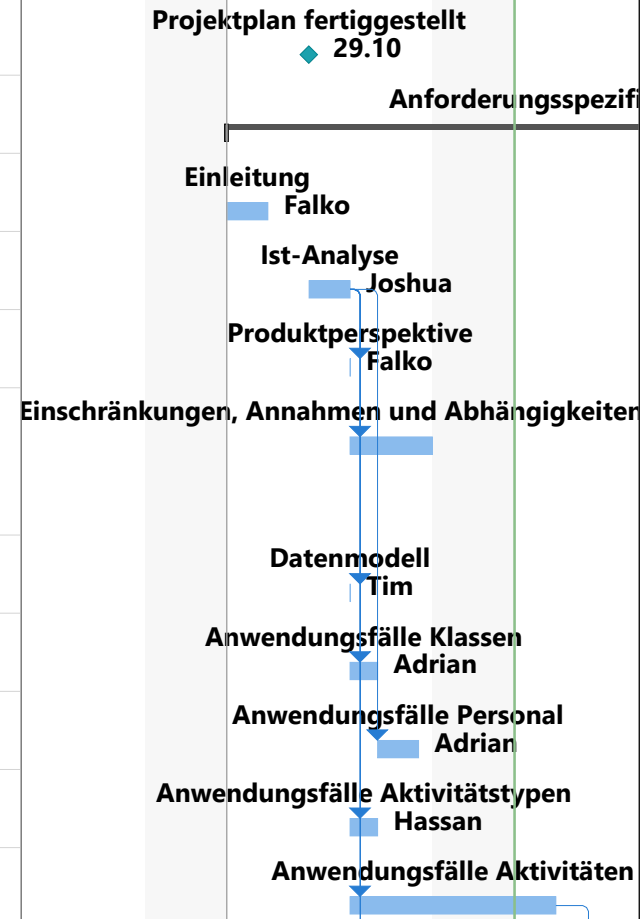 Projektplan fertiggestellt
29.10
Anforderungsspezifi
Einleitung
Falko
Ist-Analyse
Joshua
Produktperspektive
Falko
Einschränkungen, Annahmen und Abhängigkeiten
Datenmodell
Tim
Anwendungsfälle Klassen
Adrian
Anwendungsfälle Personal
Adrian
Anwendungsfälle Aktivitätstypen
Hassan
Anwendungsfälle Aktivitäten